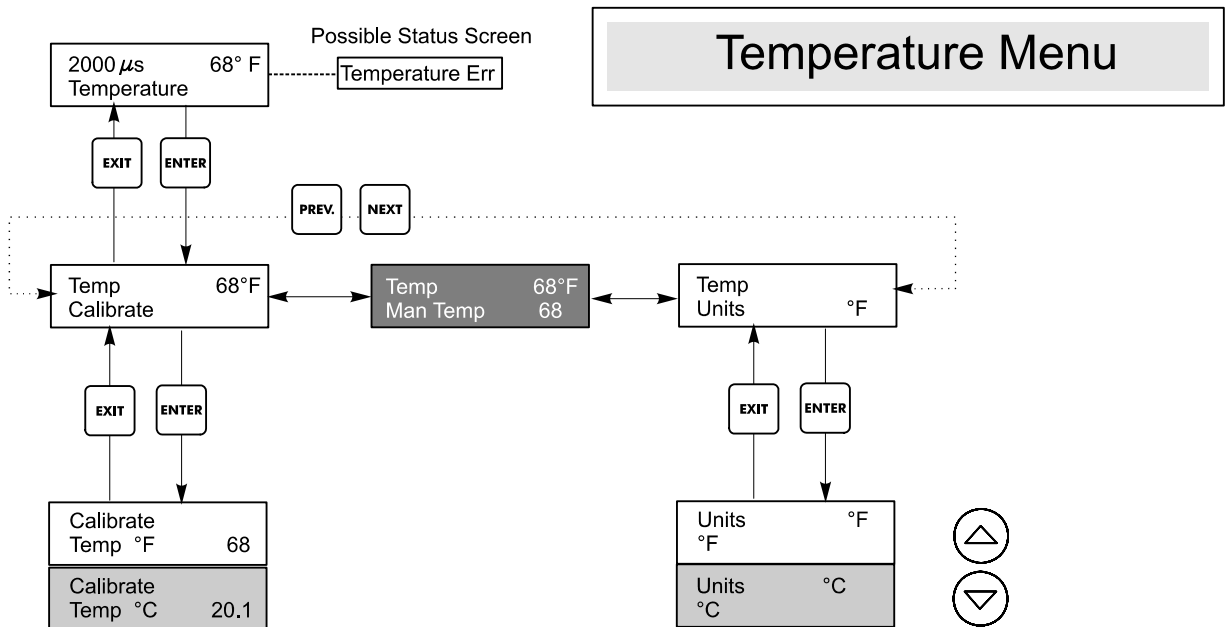 Temperature Menu
Possible Status Screen
2000 μs 68° F
Temperature
Temperature Err
EXIT
ENTER
PREV.
NEXT
Temp 68°F
Calibrate
Temp 68°F
Man Temp 68
Temp
Units °F
EXIT
ENTER
EXIT
ENTER
Calibrate
Temp °F 68
Calibrate
Temp °C 20.1
Units °F
°F
Units °C
°C